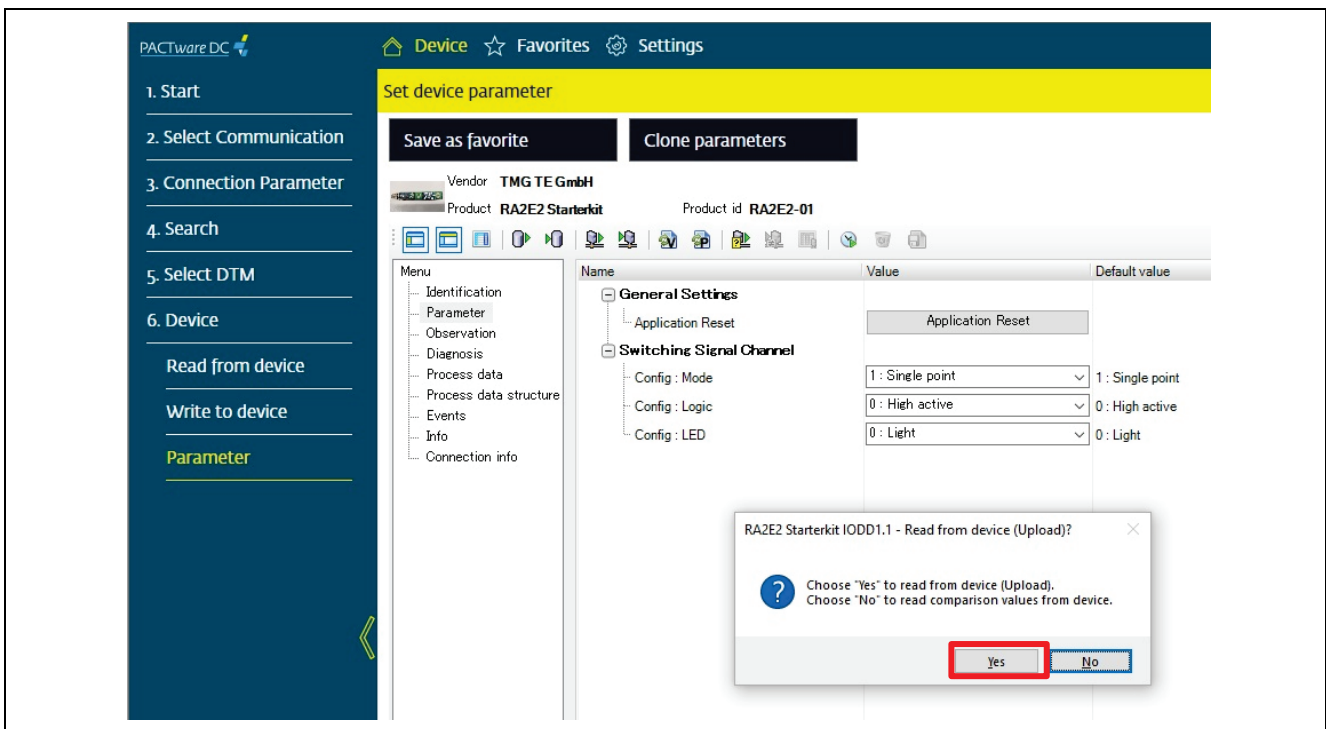 PACTware DC
Device Favorites Settings
1. Start
2. Select Communication
3. Connection Parameter
4. Search
5. Select DTM
6. Device
Read from device
Write to device
Parameter
Set device parameter
Save as favorite Clone parameters
Vendor TMG TE GmbH
Product RA2E2 Starterkit Product id RA2E2-01
Menu
Identification
Parameter
Observation
Diagnosis
Process data
Process data structure
Events
Info
Connection info
Name Value Default value
General Settings
Application Reset Application Reset
Switching Signal Channel
Config : Mode 1 : Single point 1 : Single point
Config : Logic 0 : High active 0 : High active
Config : LED 0 : Light 0 : Light
RA2E2 Starterkit IODD1.1 - Read from device (Upload)?
Choose "Yes" to read from device (Upload).
Choose "No" to read comparison values from device.
Yes No